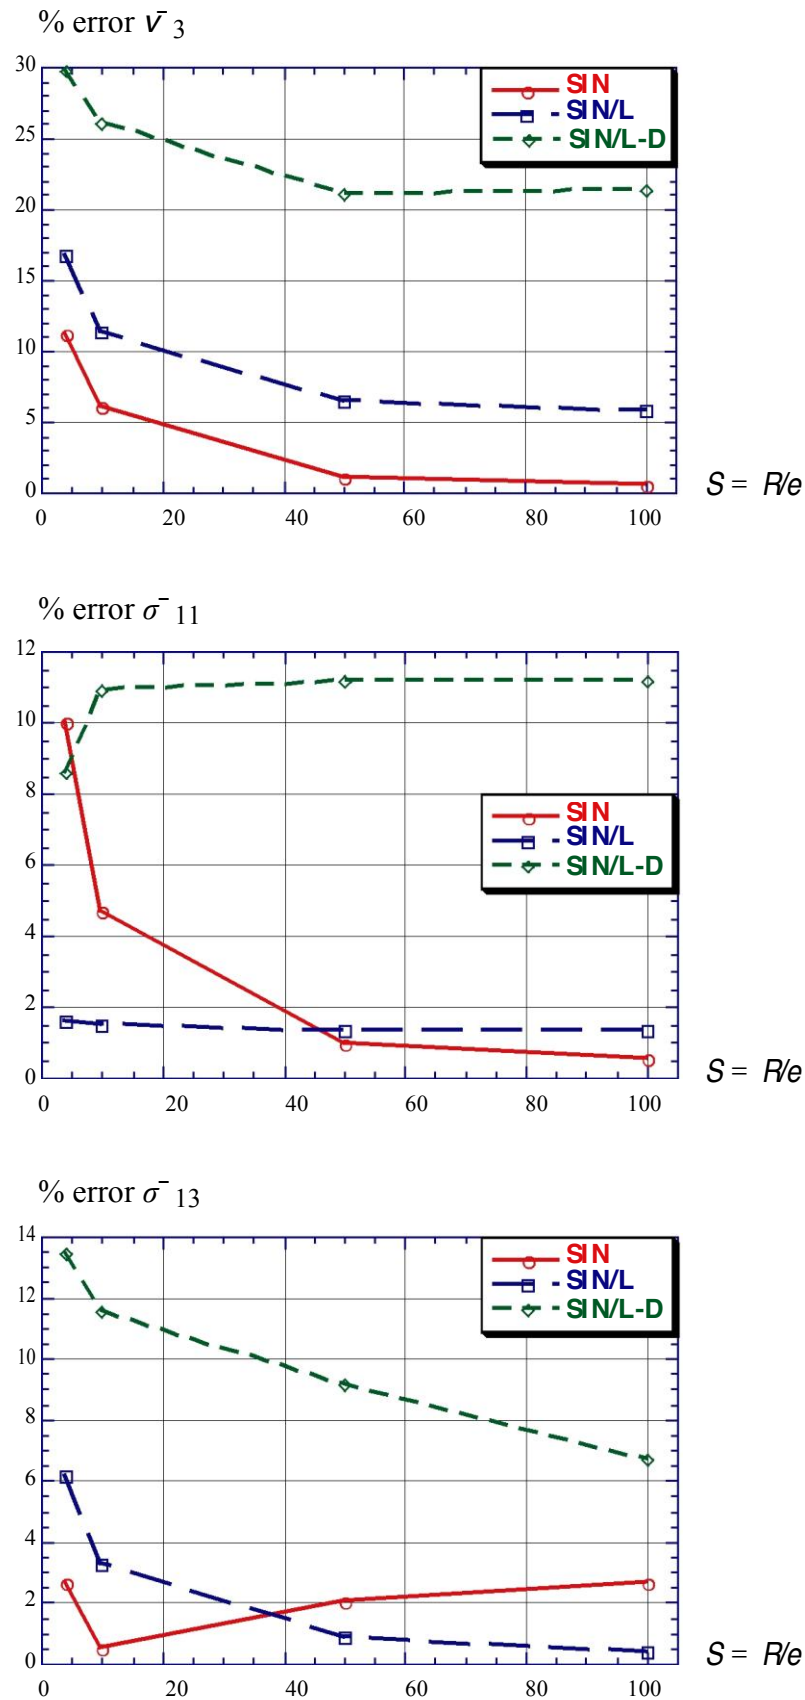 % error v̄ 3
30
SIN
SIN/L
SIN/L-D
25
20
15
10
5
0
S = R/e
0 20 40 60 80 100
% error σ̄ 11
12
10
8
SIN
SIN/L
SIN/L-D
6
4
2
0
S = R/e
0 20 40 60 80 100
% error σ̄ 13
14
SIN
SIN/L
SIN/L-D
12
10
8
6
4
2
0
S = R/e
0 20 40 60 80 100